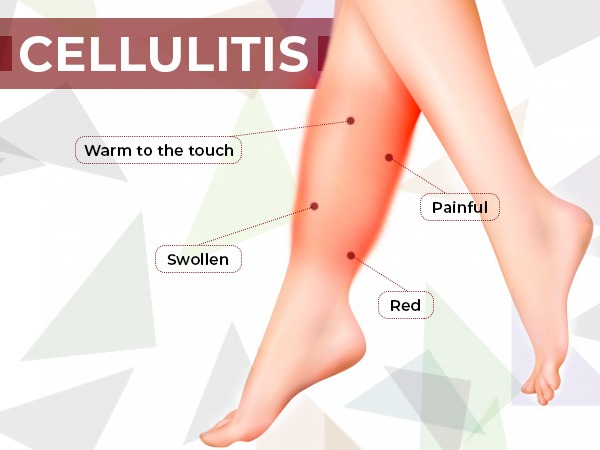 CELLULITIS
Warm to the touch
Painful
Swollen
Red